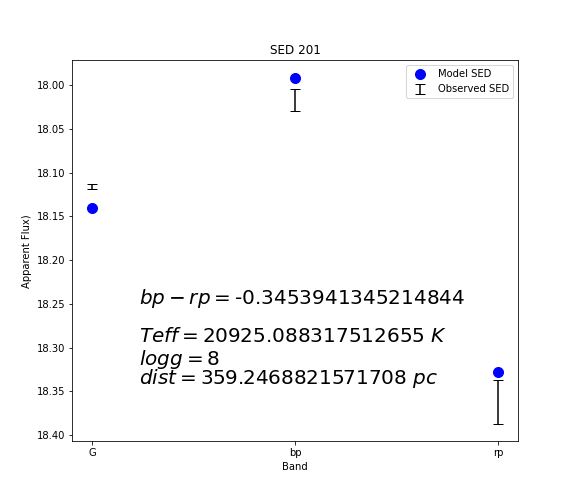 SED 201
Model SED
Observed SED
18.00
18.05
18.10
18.15
18.20
18.25
18.30
18.35
18.40
Apparent Flux)
bp − rp = -0.3453941345214844
Teff = 20925.088317512655 K
logg = 8
dist = 359.2468821571708 pc
G
bp
rp
Band